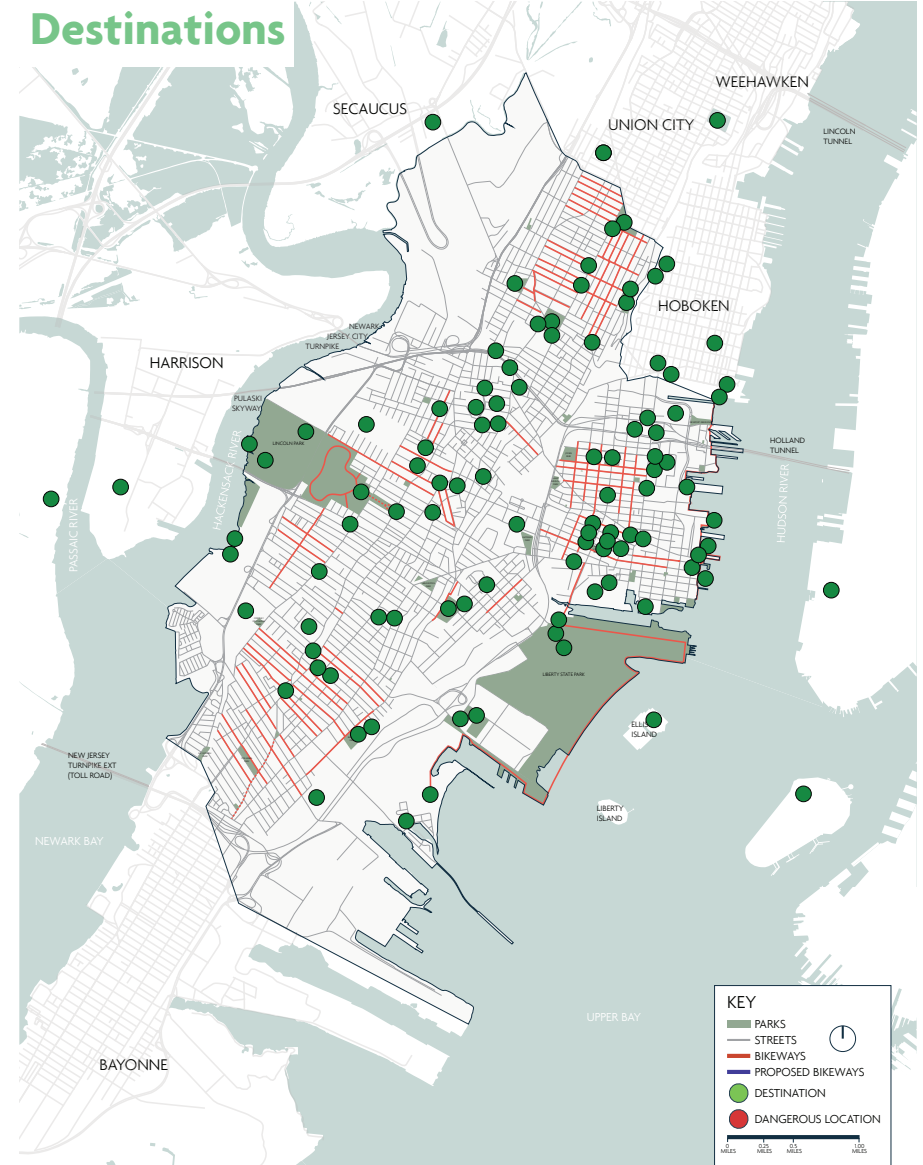 Destinations
WEEHAWKEN
SECAUCUS
UNION CITY
LINCOLN
TUNNEL
HOBOKEN
NEWARK
JERSEY CITY
TURNPIKE
HARRISON
PULASKI
SKYWAY
LINCOLN PARK
HOLLAND
TUNNEL
HACKENSACK RIVER
HUDSON RIVER
PASSAIC RIVER
LIBERTY STATE PARK
ELLIS
ISLAND
NEW JERSEY
TURNPIKE EXT
(TOLL ROAD)
LIBERTY
ISLAND
NEWARK BAY
UPPER BAY
BAYONNE
KEY
PARKS
STREETS
BIKEWAYS
PROPOSED BIKEWAYS
DESTINATION
DANGEROUS LOCATION
0 0.25 0.5 1.00
MILES MILES MILES MILES